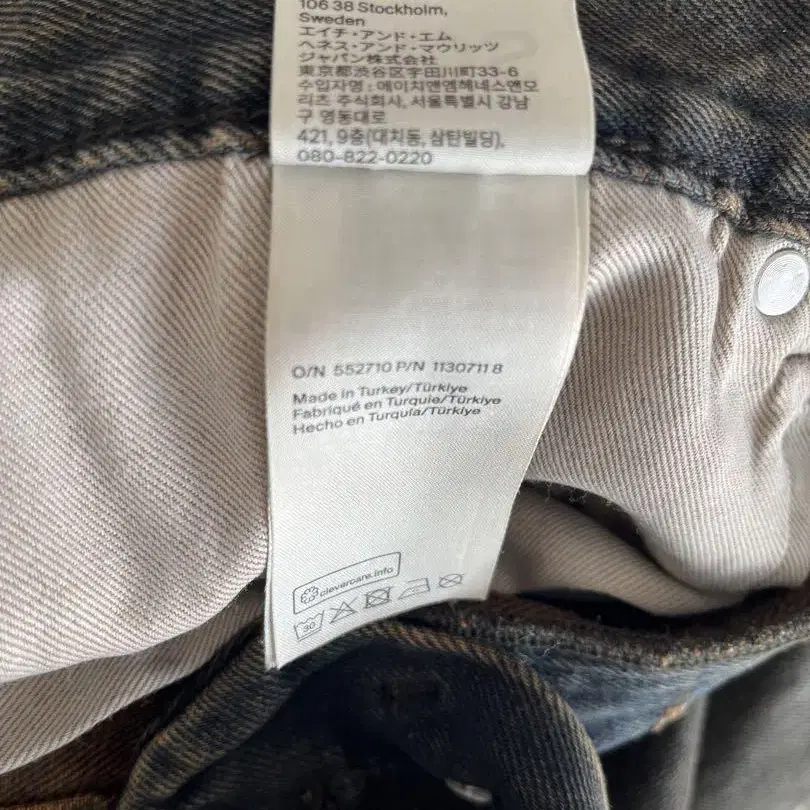 106 38 Stockholm,
Sweden
エイチ・アンド・エム
ヘネス・アンド・マウリッツ
ジャパン株式会社
東京都渋谷区宇田川町33-6
수입자명 : 에이치앤엠헤네스앤모
리츠 주식회사, 서울특별시 강남
구 영동대로
421, 9층(대치동, 삼탄빌딩),
080-822-0220
O/N 552710 P/N 1130711 8
Made in Turkey/Türkiye
Fabriqué en Turquie/Türkiye
Hecho en Turquía/Türkiye
clevercare.info
30